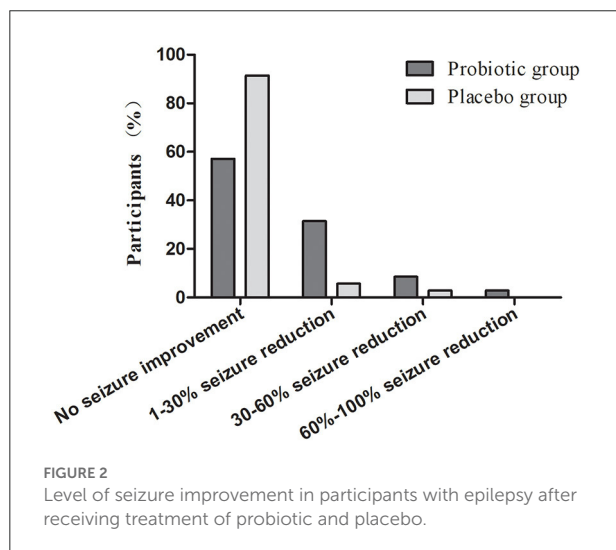 100
80
60
40
20
0
Participants (%)
Probiotic group
Placebo group
No seizure improvement
1-30% seizure reduction
30-60% seizure reduction
60%-100% seizure reduction
FIGURE 2
Level of seizure improvement in participants with epilepsy after
receiving treatment of probiotic and placebo.